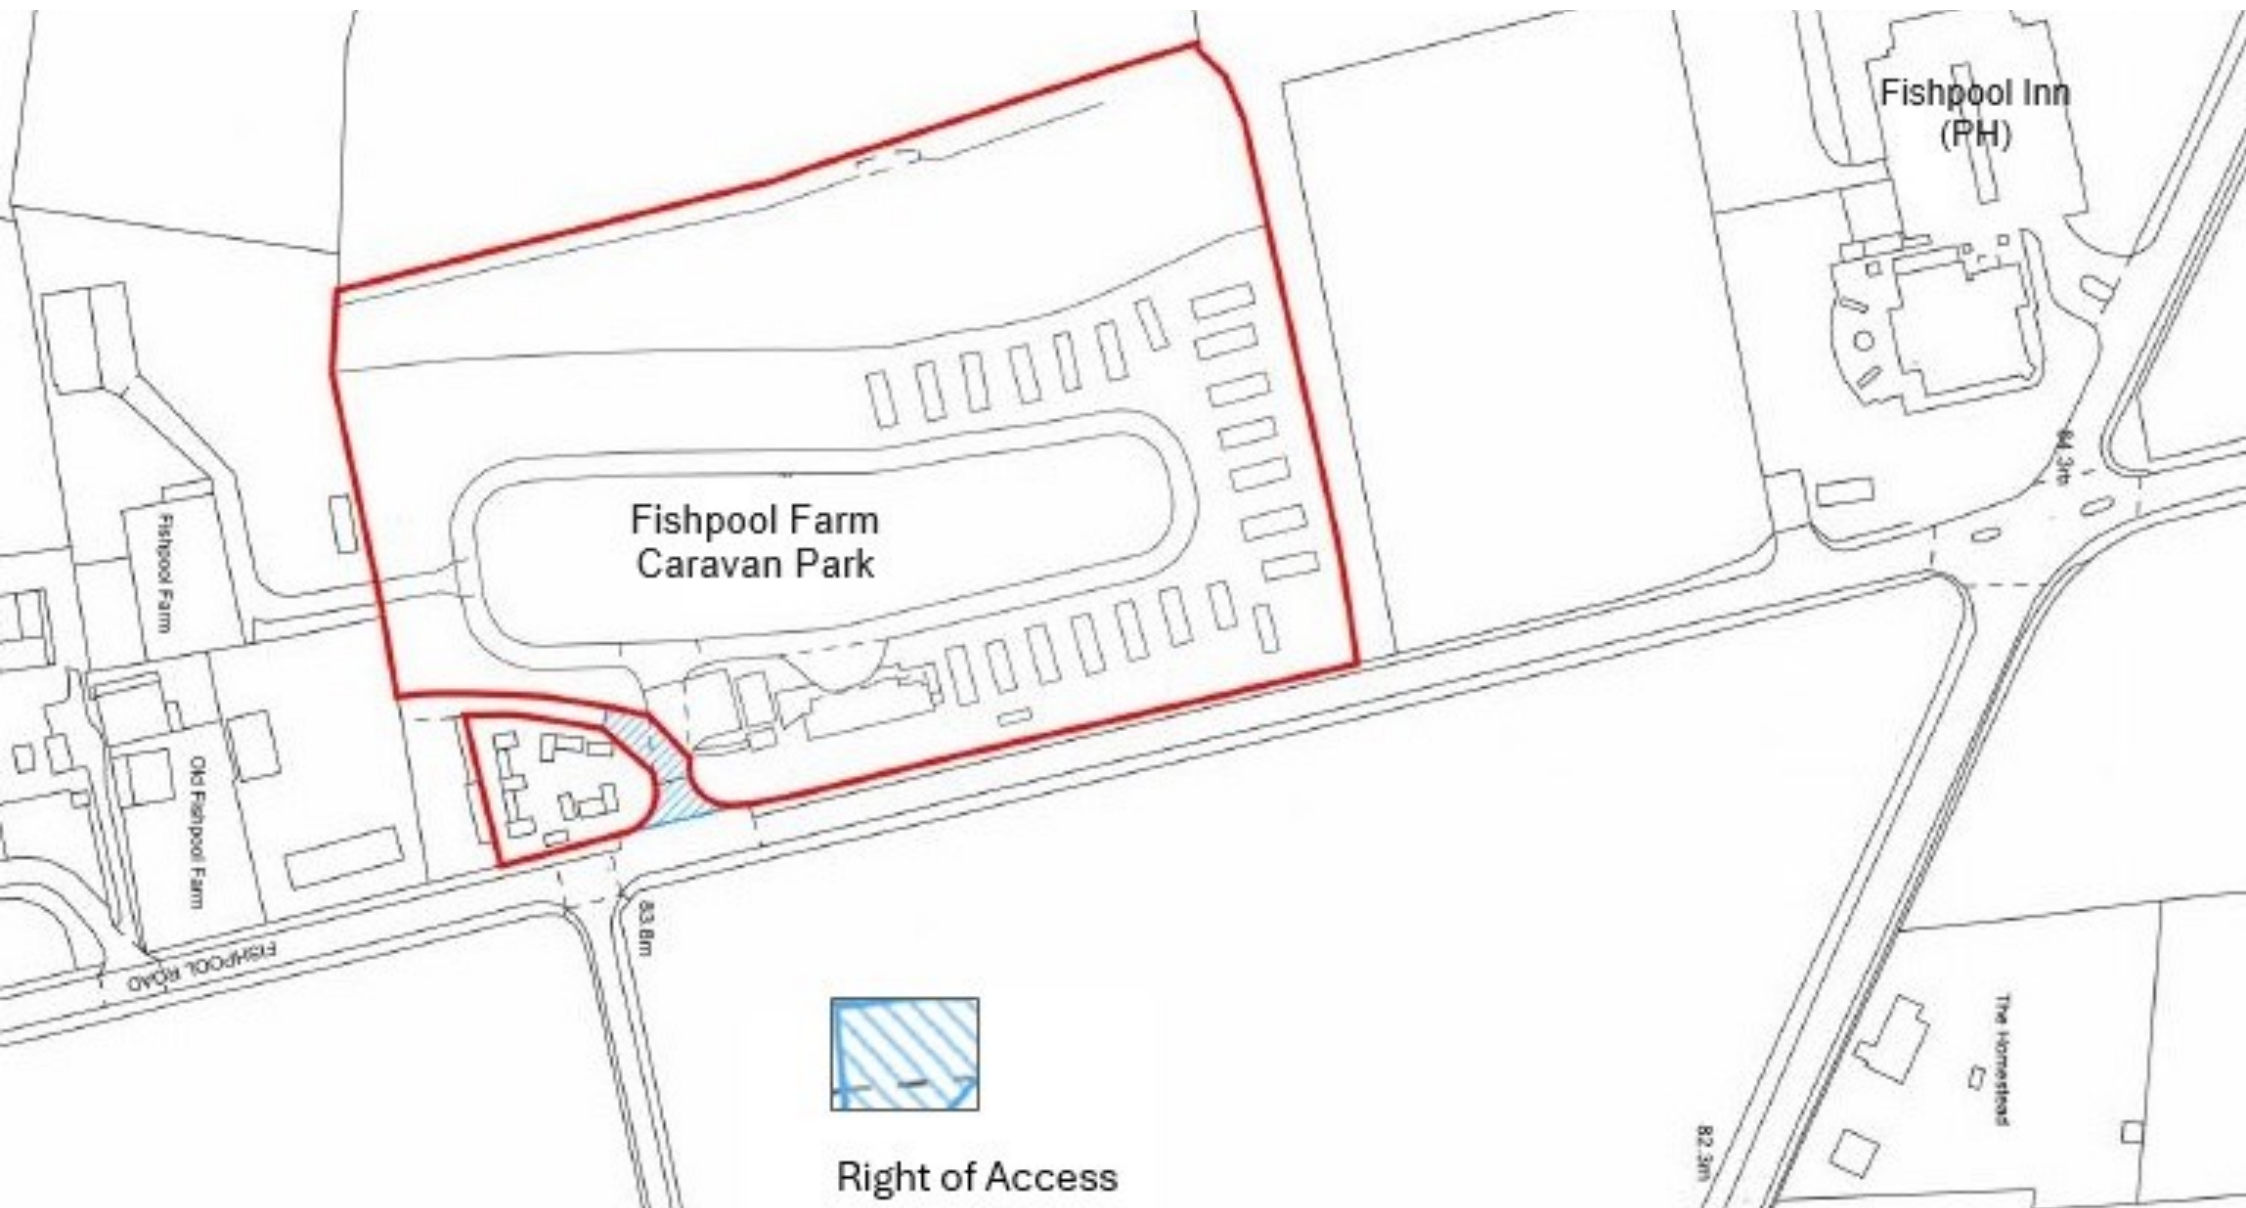 Fishpool Inn
(PH)
84.3m
Fishpool Farm
Caravan Park
Fishpool Farm
Old Fishpool Farm
83.8m
FISHPOOL ROAD
The Homestead
82.3m
Right of Access